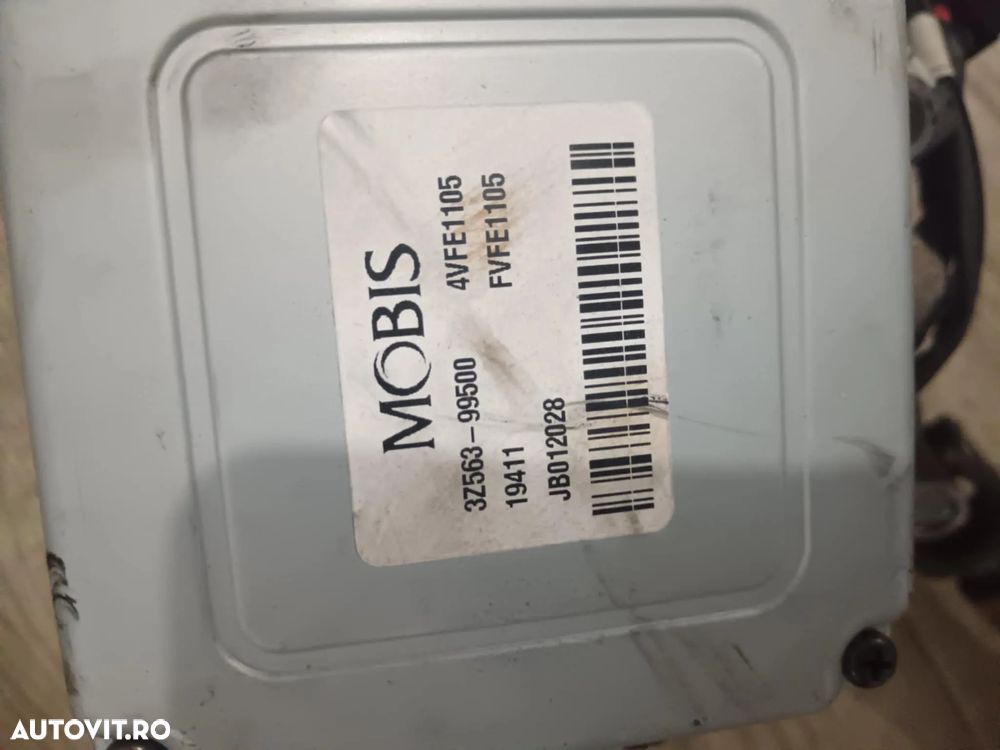 MOBIS
3Z563-99500 4VFE1105
19411 FVFE1105
JB012028
AUTOVIT.RO